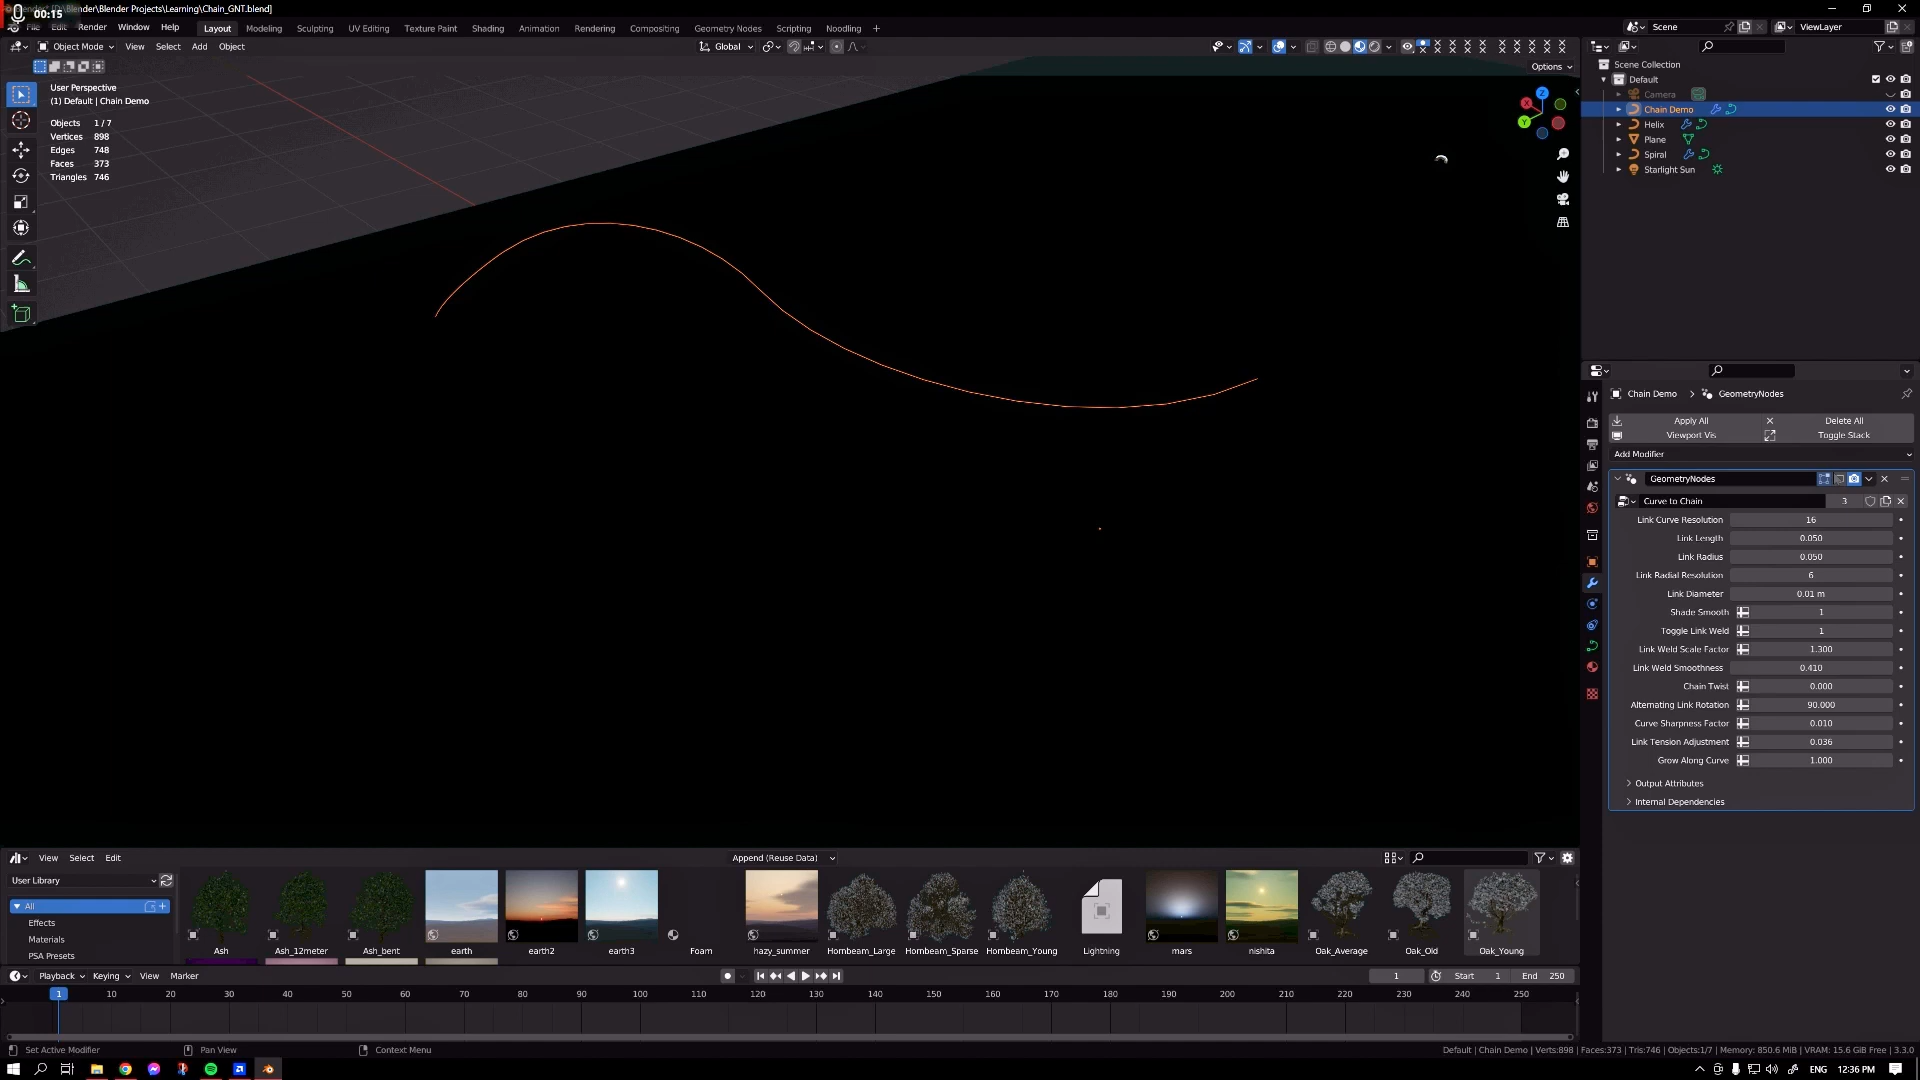 Blender* [D:\Blender\Blender Projects\Learning\Chain_GNT.blend]
00:15
File Edit Render Window Help Layout Modeling Sculpting UV Editing Texture Paint Shading Animation Rendering Compositing Geometry Nodes Scripting Noodling + Scene ViewLayer
Object Mode View Select Add Object Global
Options
User Perspective
(1) Default | Chain Demo
Objects 1 / 7
Vertices 898
Edges 748
Faces 373
Triangles 746
Z
X
Y
Scene Collection
Default
Camera
Chain Demo
Helix
Plane
Spiral
Starlight Sun
Chain Demo > GeometryNodes
Apply All Delete All
Viewport Vis Toggle Stack
Add Modifier
GeometryNodes
Curve to Chain 3
Link Curve Resolution 16
Link Length 0.050
Link Radius 0.050
Link Radial Resolution 6
Link Diameter 0.01 m
Shade Smooth 1
Toggle Link Weld 1
Link Weld Scale Factor 1.300
Link Weld Smoothness 0.410
Chain Twist 0.000
Alternating Link Rotation 90.000
Curve Sharpness Factor 0.010
Link Tension Adjustment 0.036
Grow Along Curve 1.000
Output Attributes
Internal Dependencies
View Select Edit Append (Reuse Data)
User Library
All
Effects
Materials
PSA Presets
Ash Ash_12meter Ash_bent earth earth2 earth3 Foam hazy_summer Hornbeam_Large Hornbeam_Sparse Hornbeam_Young Lightning mars nishita Oak_Average Oak_Old Oak_Young
Playback Keying View Marker 1 Start 1 End 250
1 10 20 30 40 50 60 70 80 90 100 110 120 130 140 150 160 170 180 190 200 210 220 230 240 250
Set Active Modifier Pan View Context Menu Default | Chain Demo | Verts:898 | Faces:373 | Tris:746 | Objects:1/7 | Memory: 850.6 MiB | VRAM: 15.6 GiB Free | 3.3.0
ENG 12:36 PM